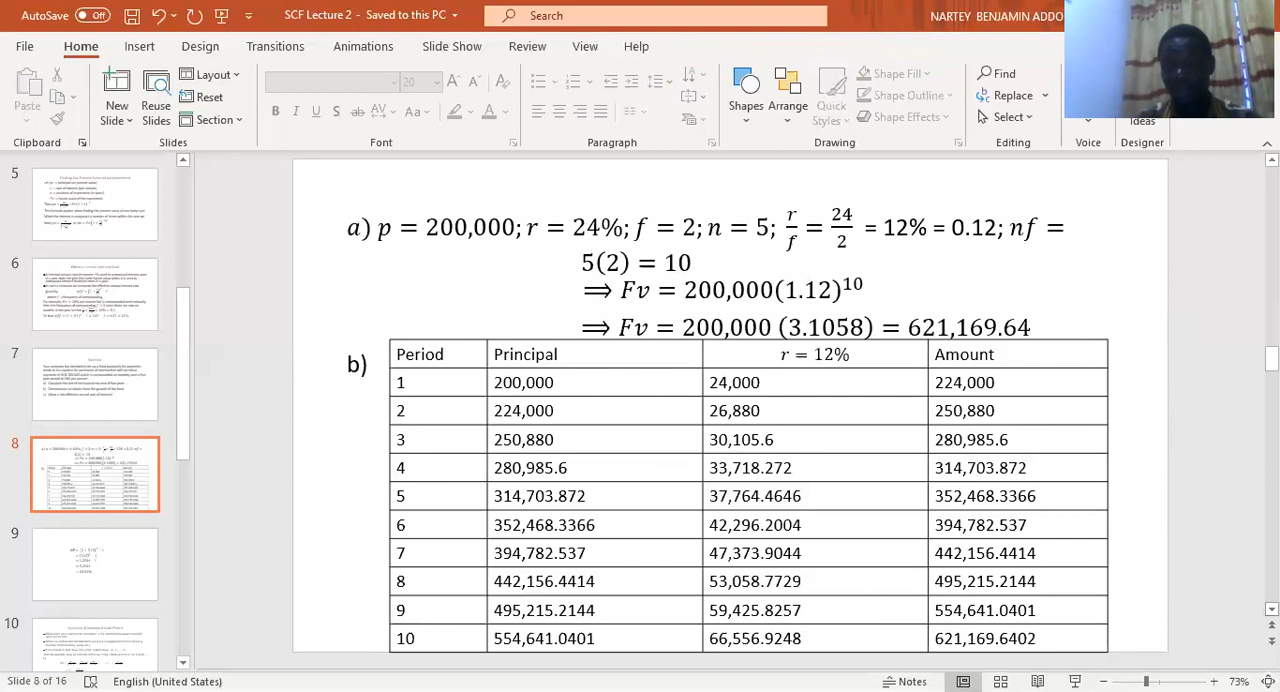 AutoSave Off SCF Lecture 2 - Saved to this PC Search NARTEY BENJAMIN ADDO
File Home Insert Design Transitions Animations Slide Show Review View Help
Paste New Slide Reuse Slides Layout Reset Section 20 Shapes Arrange Quick Styles Shape Fill Shape Outline Shape Effects Find Replace Select Ideas
Clipboard Slides Font Paragraph Drawing Editing Voice Designer
5
6
7
8
9
10
a) p = 200,000; r = 24%; f = 2; n = 5; r/f = 24/2 = 12% = 0.12; nf =
5(2) = 10
⟹ Fv = 200,000(1.12)^10
⟹ Fv = 200,000 (3.1058) = 621,169.64
b)
Period Principal r = 12% Amount
1 200,000 24,000 224,000
2 224,000 26,880 250,880
3 250,880 30,105.6 280,985.6
4 280,985.6 33,718.272 314,703.872
5 314,703.872 37,764.4646 352,468.3366
6 352,468.3366 42,296.2004 394,782.537
7 394,782.537 47,373.9044 442,156.4414
8 442,156.4414 53,058.7729 495,215.2144
9 495,215.2144 59,425.8257 554,641.0401
10 554,641.0401 621,169.6402
Slide 8 of 16 English (United States) Notes 73%